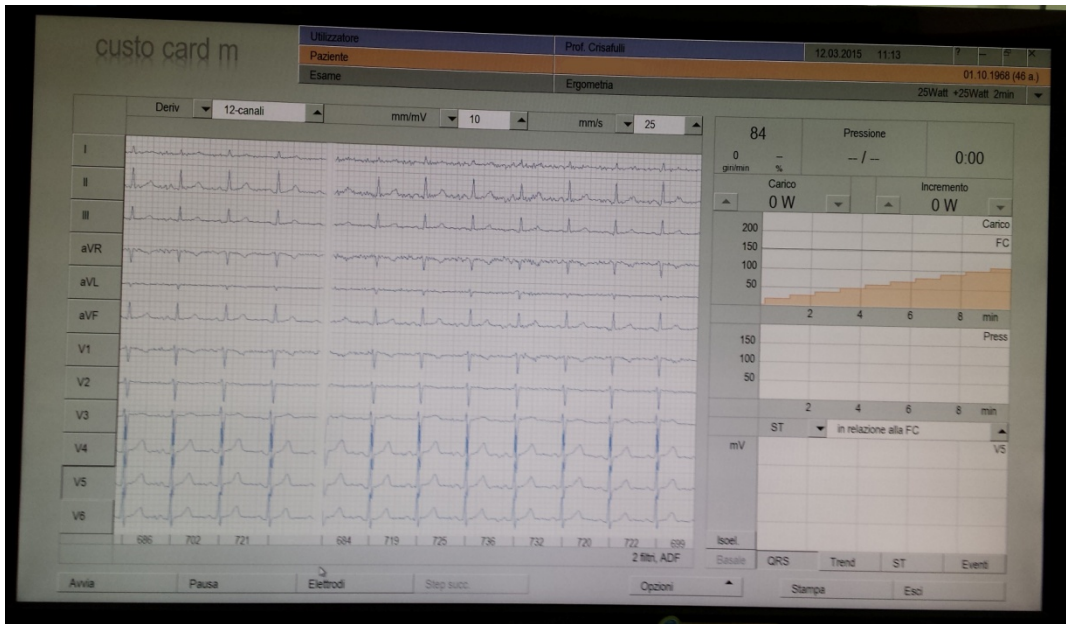 custo card m
Utilizzatore
Prof. Crisafulli
12.03.2015 11:13
? – ×
Paziente
01.10.1968 (46 a.)
Esame
Ergometria
25Watt +25Watt 2min
Deriv 12-canali
mm/mV 10
mm/s 25
I
II
III
aVR
aVL
aVF
V1
V2
V3
V4
V5
V6
686 702 721 684 719 725 736 732 720 722 699
2 filtri, ADF
84
Pressione
0 --
-- / --
0:00
giri/min %
Carico
Incremento
0 W
0 W
Carico
FC
200
150
100
50
2 4 6 8 min
Press
150
100
50
2 4 6 8 min
ST in relazione alla FC
mV
V5
Isoel.
Basale QRS Trend ST Eventi
Avvia Pausa Elettrodi Step succ. Opzioni Stampa Esci